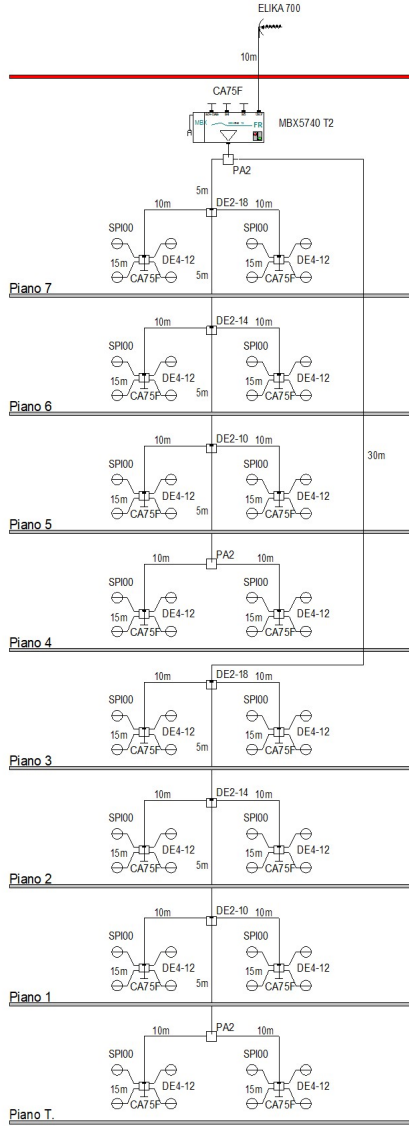 ELIKA 700
10m
CA75F
MBX FR
MBX5740 T2
PA2
5m
DE2-18
10m 10m
SPI00 SPI00
DE4-12 DE4-12
15m 5m 15m
CA75F CA75F
Piano 7
DE2-14
10m 10m
SPI00 SPI00
DE4-12 DE4-12
15m 5m 15m
CA75F CA75F
Piano 6
DE2-10
10m 10m
30m
SPI00 SPI00
DE4-12 DE4-12
15m 5m 15m
CA75F CA75F
Piano 5
PA2
10m 10m
SPI00 SPI00
DE4-12 DE4-12
15m 15m
CA75F CA75F
Piano 4
DE2-18
10m 10m
SPI00 SPI00
DE4-12 DE4-12
15m 5m 15m
CA75F CA75F
Piano 3
DE2-14
10m 10m
SPI00 SPI00
DE4-12 DE4-12
15m 5m 15m
CA75F CA75F
Piano 2
DE2-10
10m 10m
SPI00 SPI00
DE4-12 DE4-12
15m 5m 15m
CA75F CA75F
Piano 1
PA2
10m 10m
SPI00 SPI00
DE4-12 DE4-12
15m 15m
CA75F CA75F
Piano T.